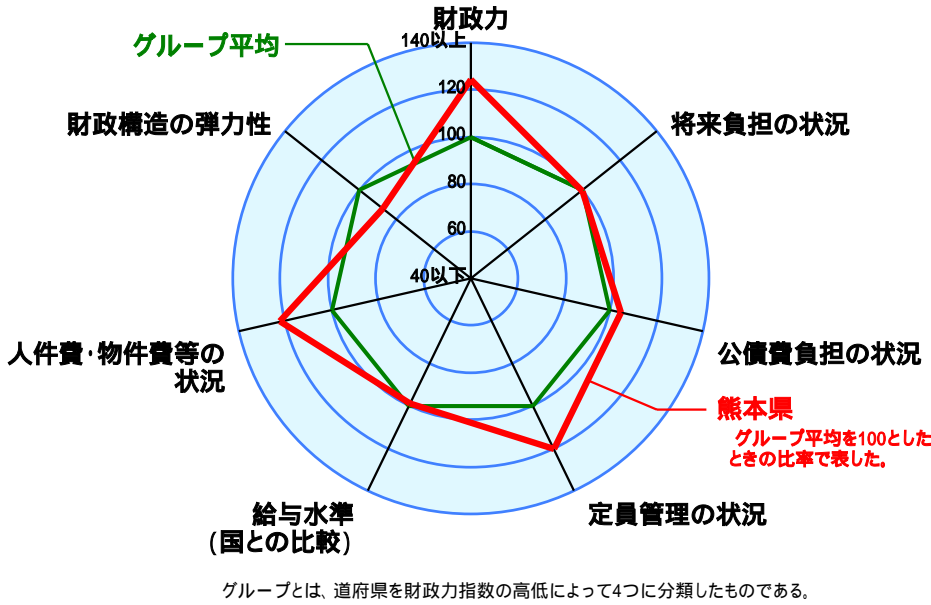 財政力
140以上
グループ平均
120
財政構造の弾力性
将来負担の状況
100
80
60
40以下
人件費・物件費等の
状況
公債費負担の状況
熊本県
グループ平均を100とした
ときの比率で表した。
給与水準
(国との比較)
定員管理の状況
グループとは、道府県を財政力指数の高低によって4つに分類したものである。